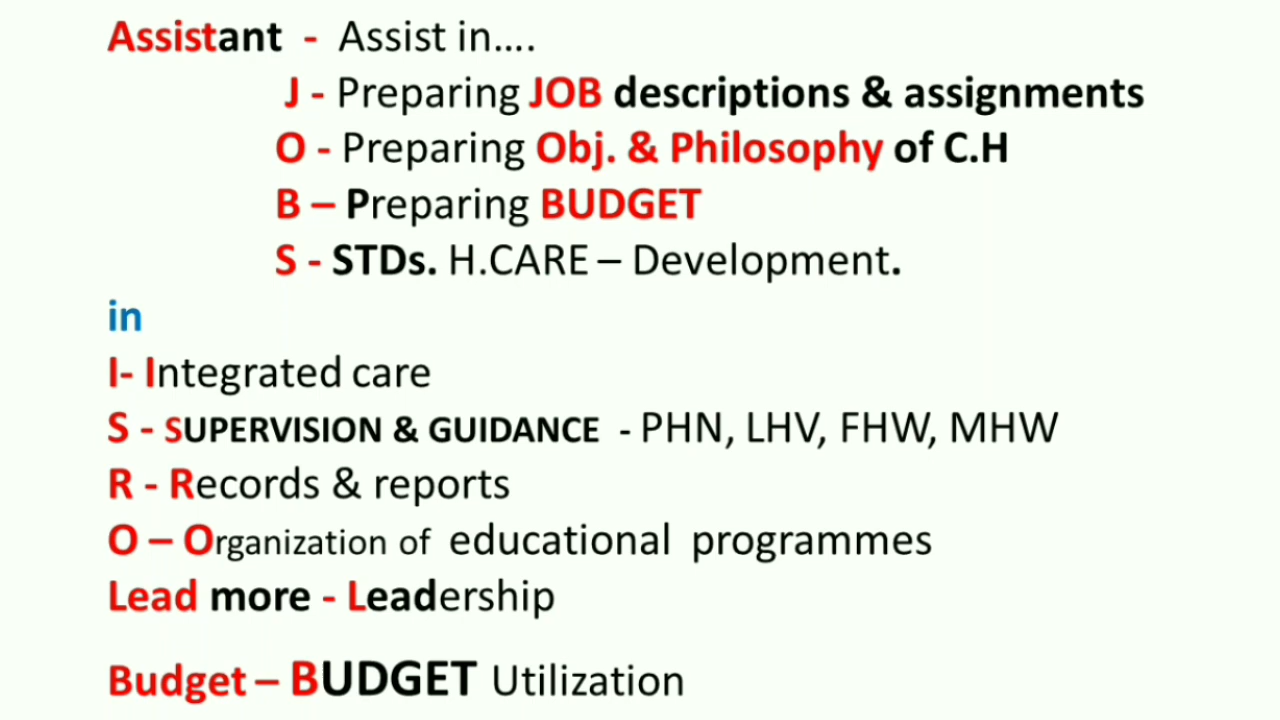 Assistant - Assist in....
J - Preparing JOB descriptions & assignments
O - Preparing Obj. & Philosophy of C.H
B – Preparing BUDGET
S - STDs. H.CARE – Development.
in
I- Integrated care
S - SUPERVISION & GUIDANCE - PHN, LHV, FHW, MHW
R - Records & reports
O – Organization of educational programmes
Lead more - Leadership
Budget – BUDGET Utilization